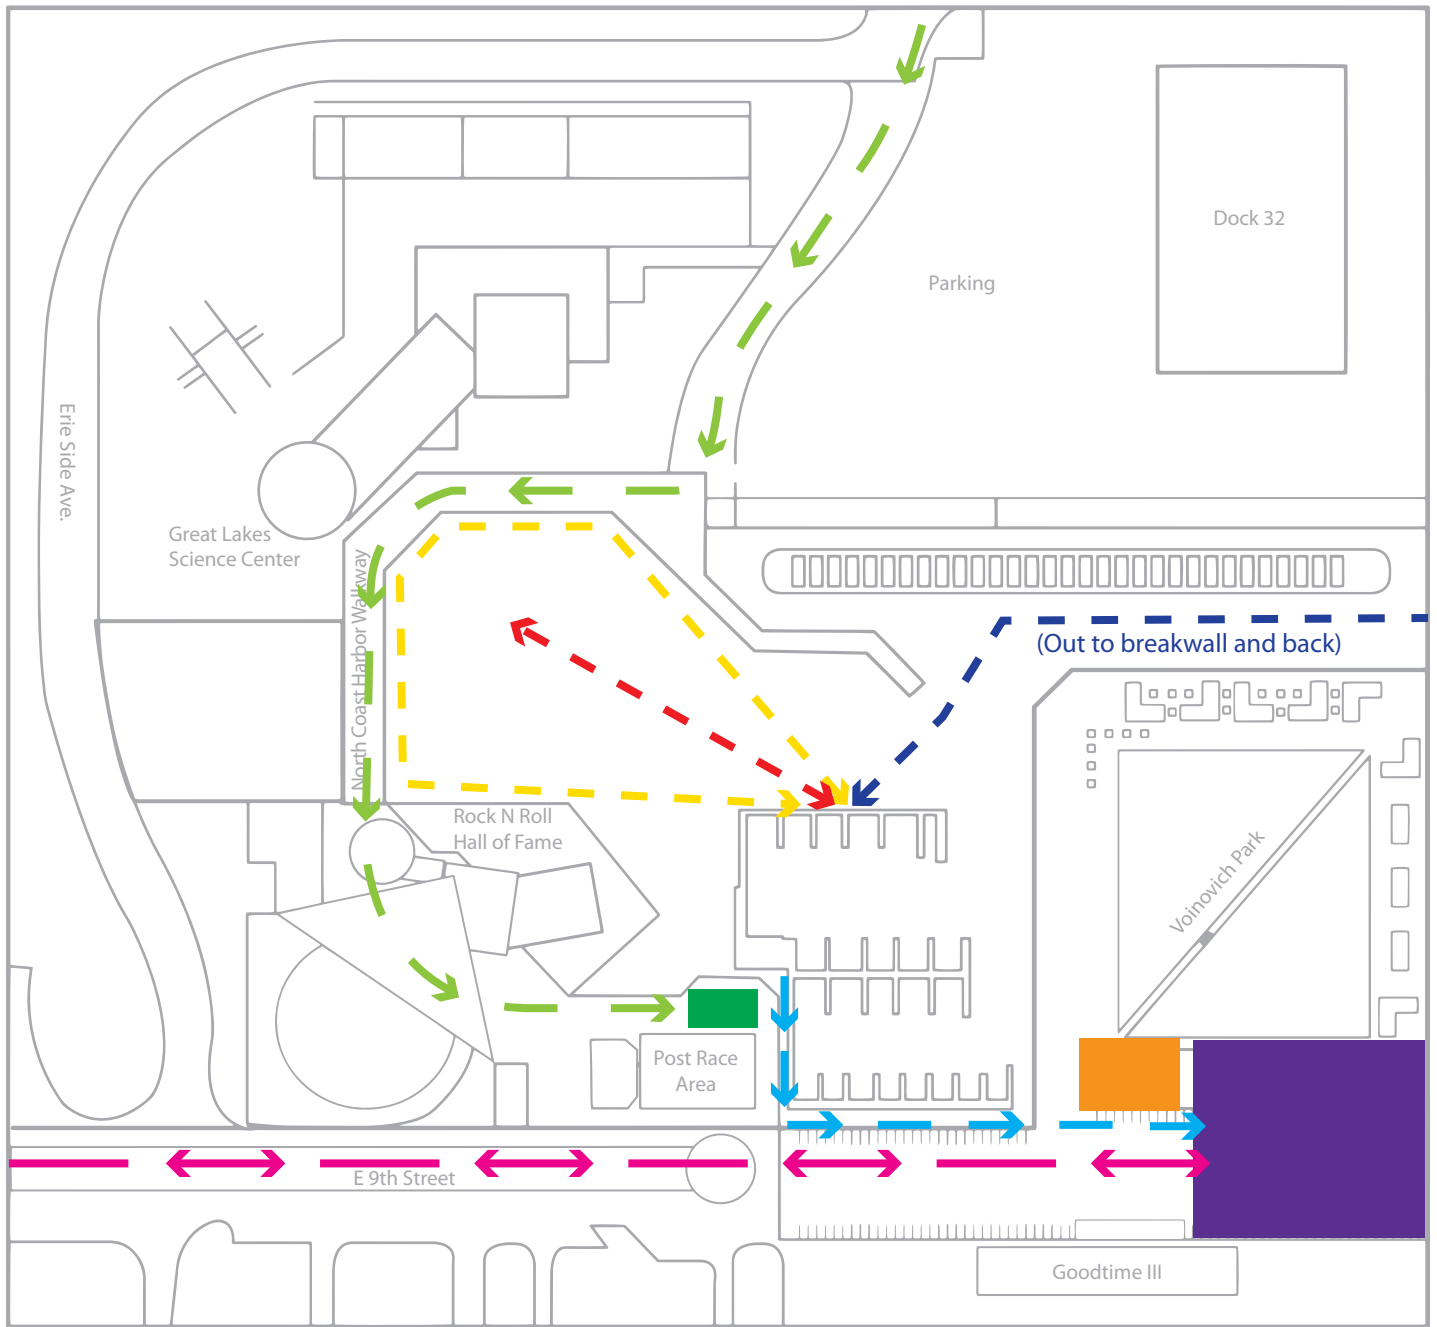 Dock 32
Parking
Erie Side Ave.
Great Lakes
Science Center
North Coast Harbor Walkway
(Out to breakwall and back)
Rock N Roll
Hall of Fame
Voinovich Park
Post Race
Area
E 9th Street
Goodtime III